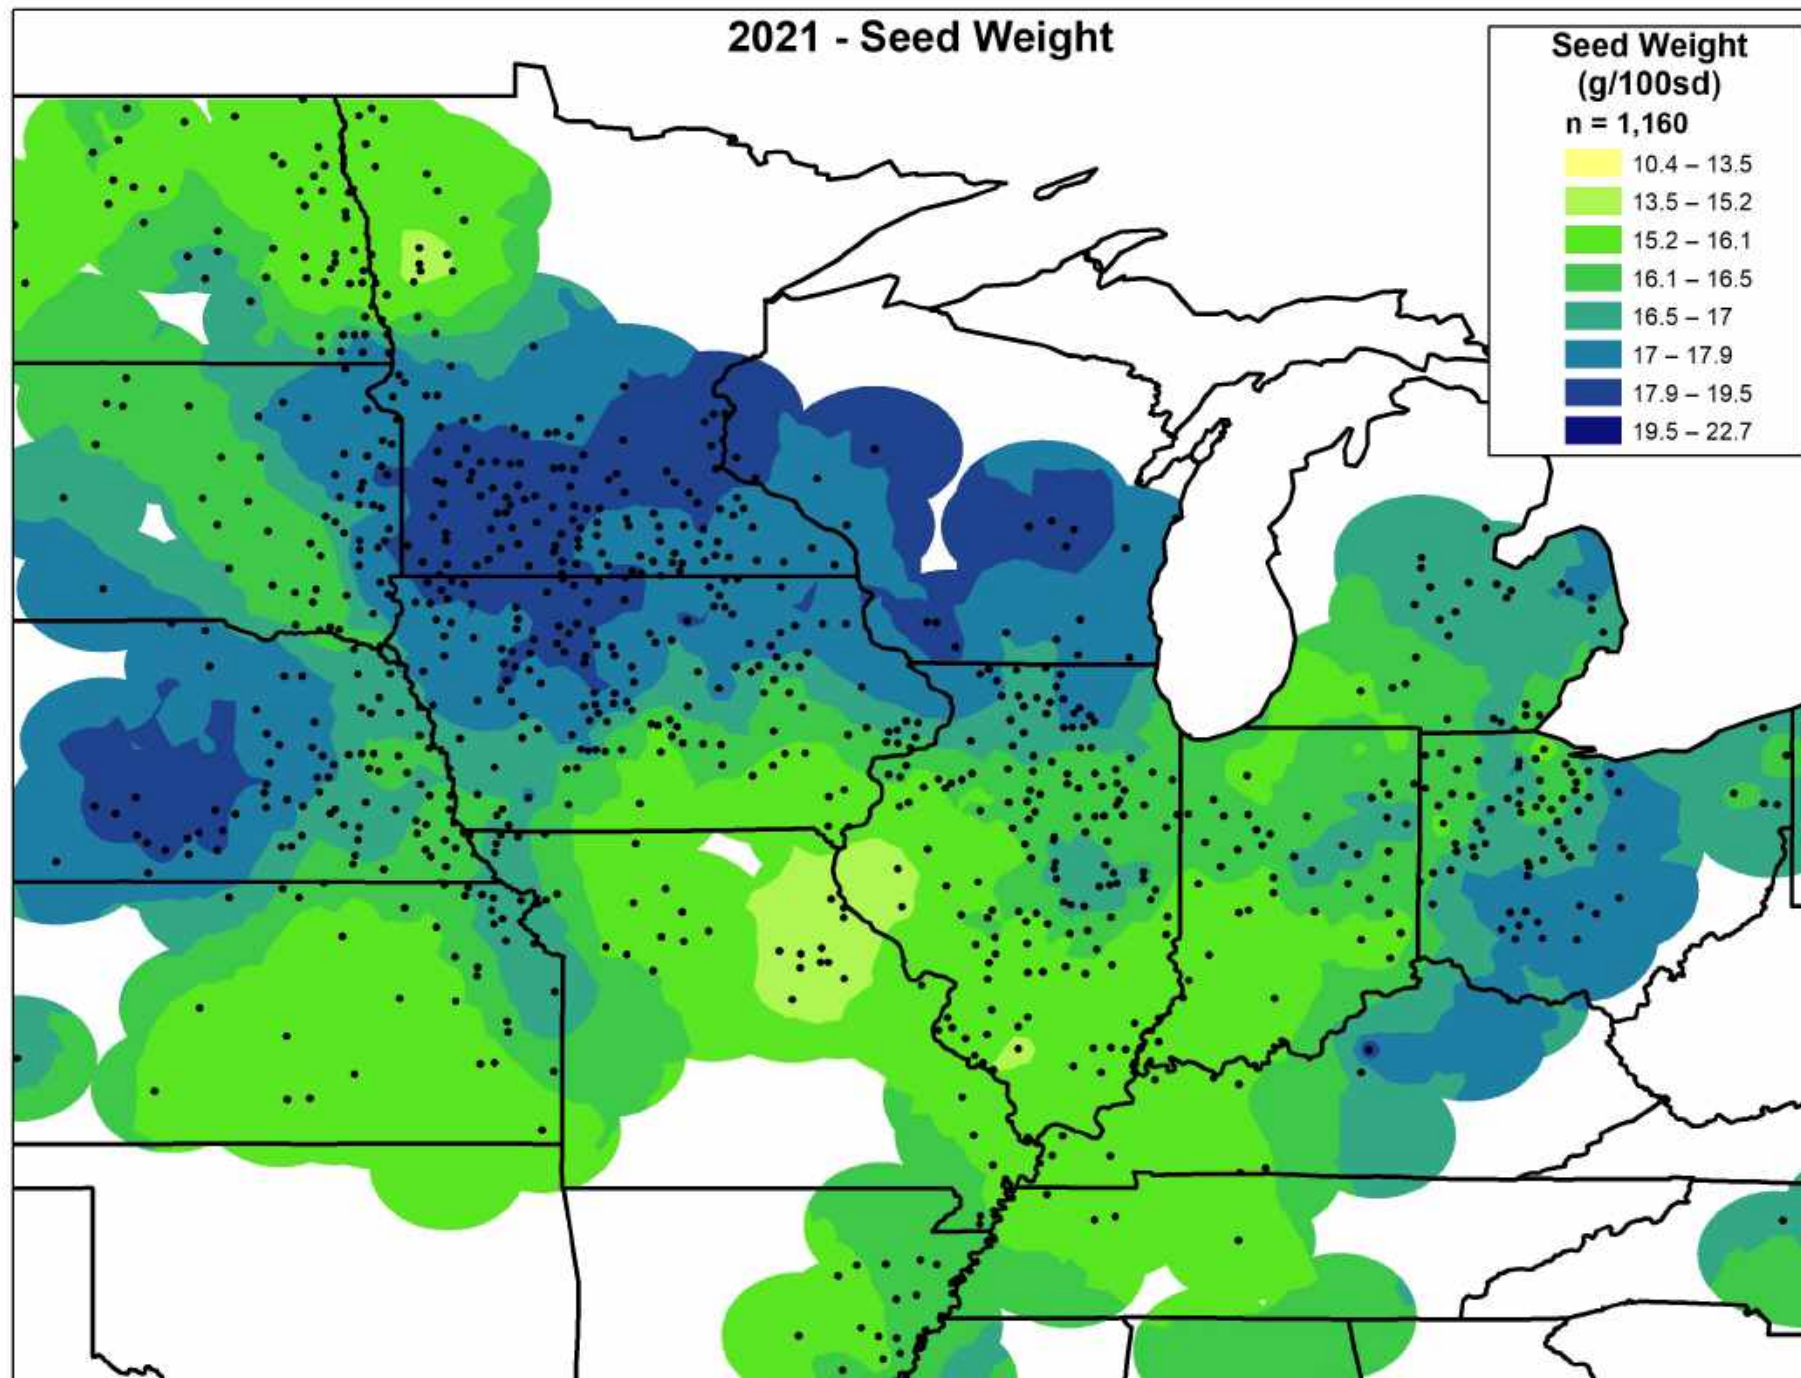 2021 - Seed Weight
Seed Weight
(g/100sd)
n = 1,160
10.4 – 13.5
13.5 – 15.2
15.2 – 16.1
16.1 – 16.5
16.5 – 17
17 – 17.9
17.9 – 19.5
19.5 – 22.7